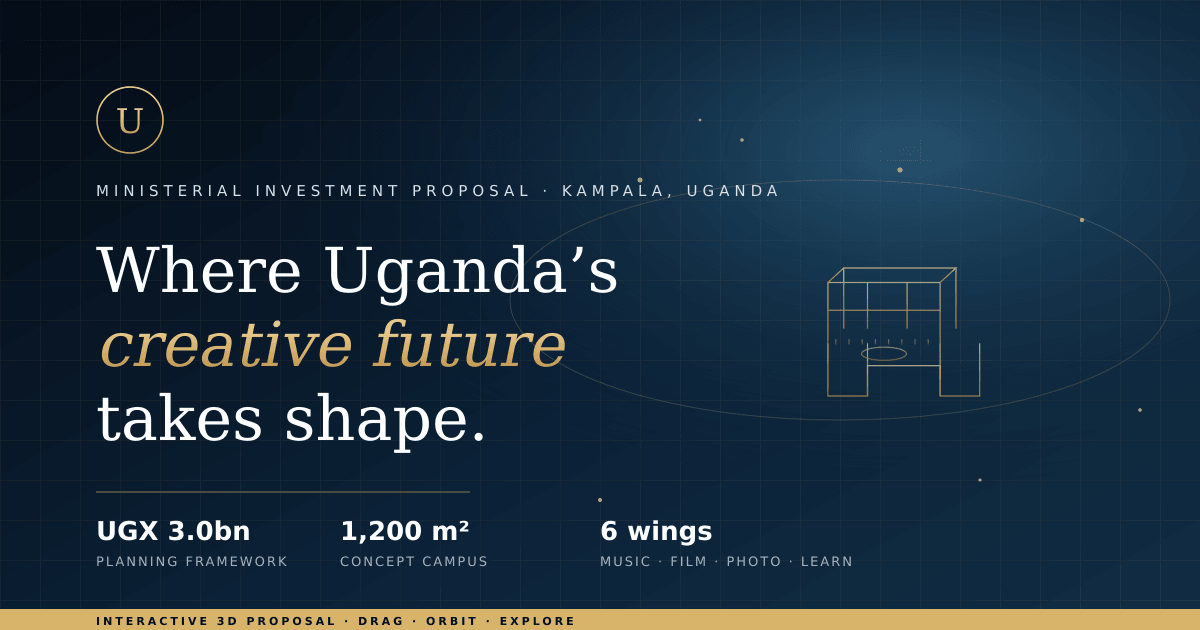 U
MINISTERIAL INVESTMENT PROPOSAL · KAMPALA, UGANDA
Where Uganda’s
creative future
takes shape.
UGX 3.0bn
PLANNING FRAMEWORK
1,200 m²
CONCEPT CAMPUS
6 wings
MUSIC · FILM · PHOTO · LEARN
INTERACTIVE 3D PROPOSAL · DRAG · ORBIT · EXPLORE